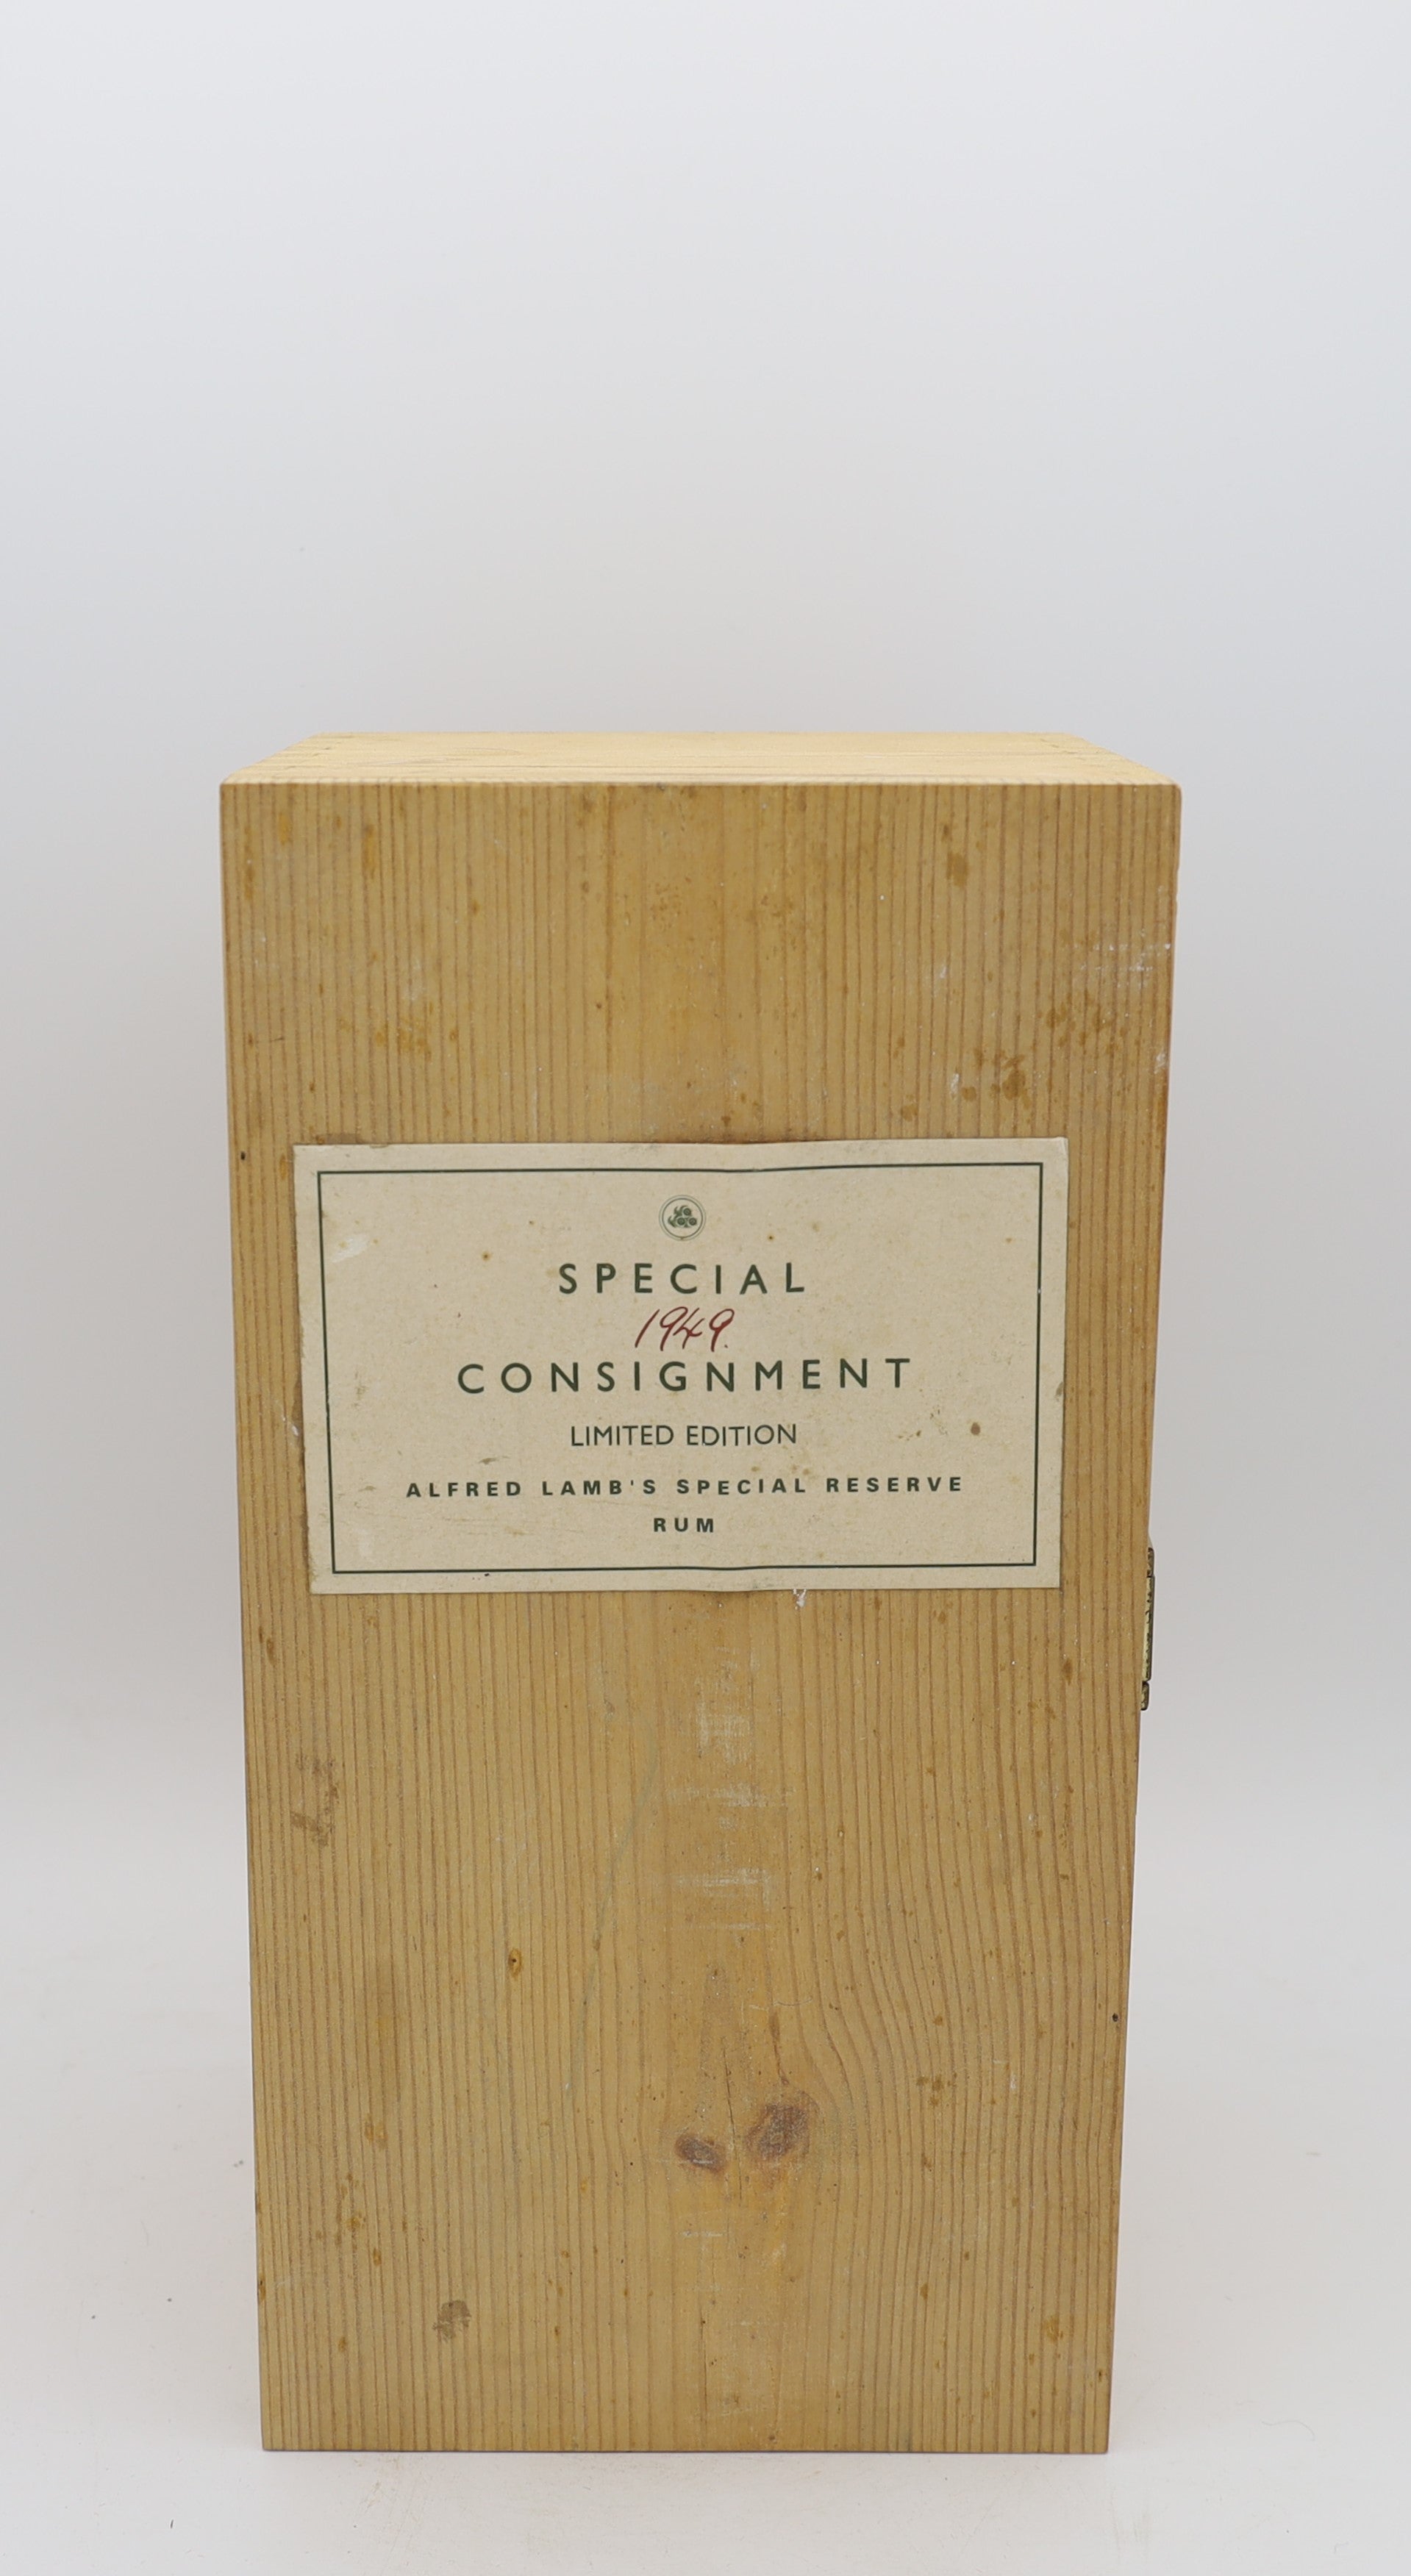 SPECIAL
1949.
CONSIGNMENT
LIMITED EDITION
ALFRED LAMB'S SPECIAL RESERVE
RUM